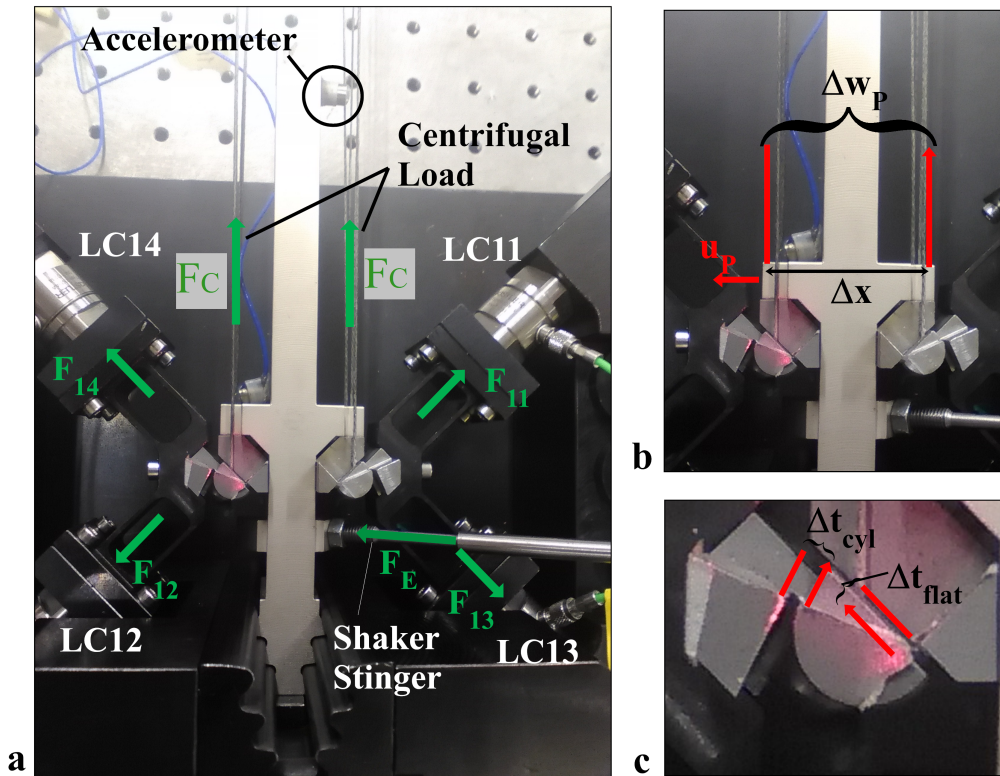 Accelerometer
Centrifugal
Load
LC14
LC11
Fc
Fc
F14
F11
F12
F13
FE
LC12
LC13
Shaker
Stinger
a
ΔwP
uP
Δx
b
Δtcyl
Δtflat
c